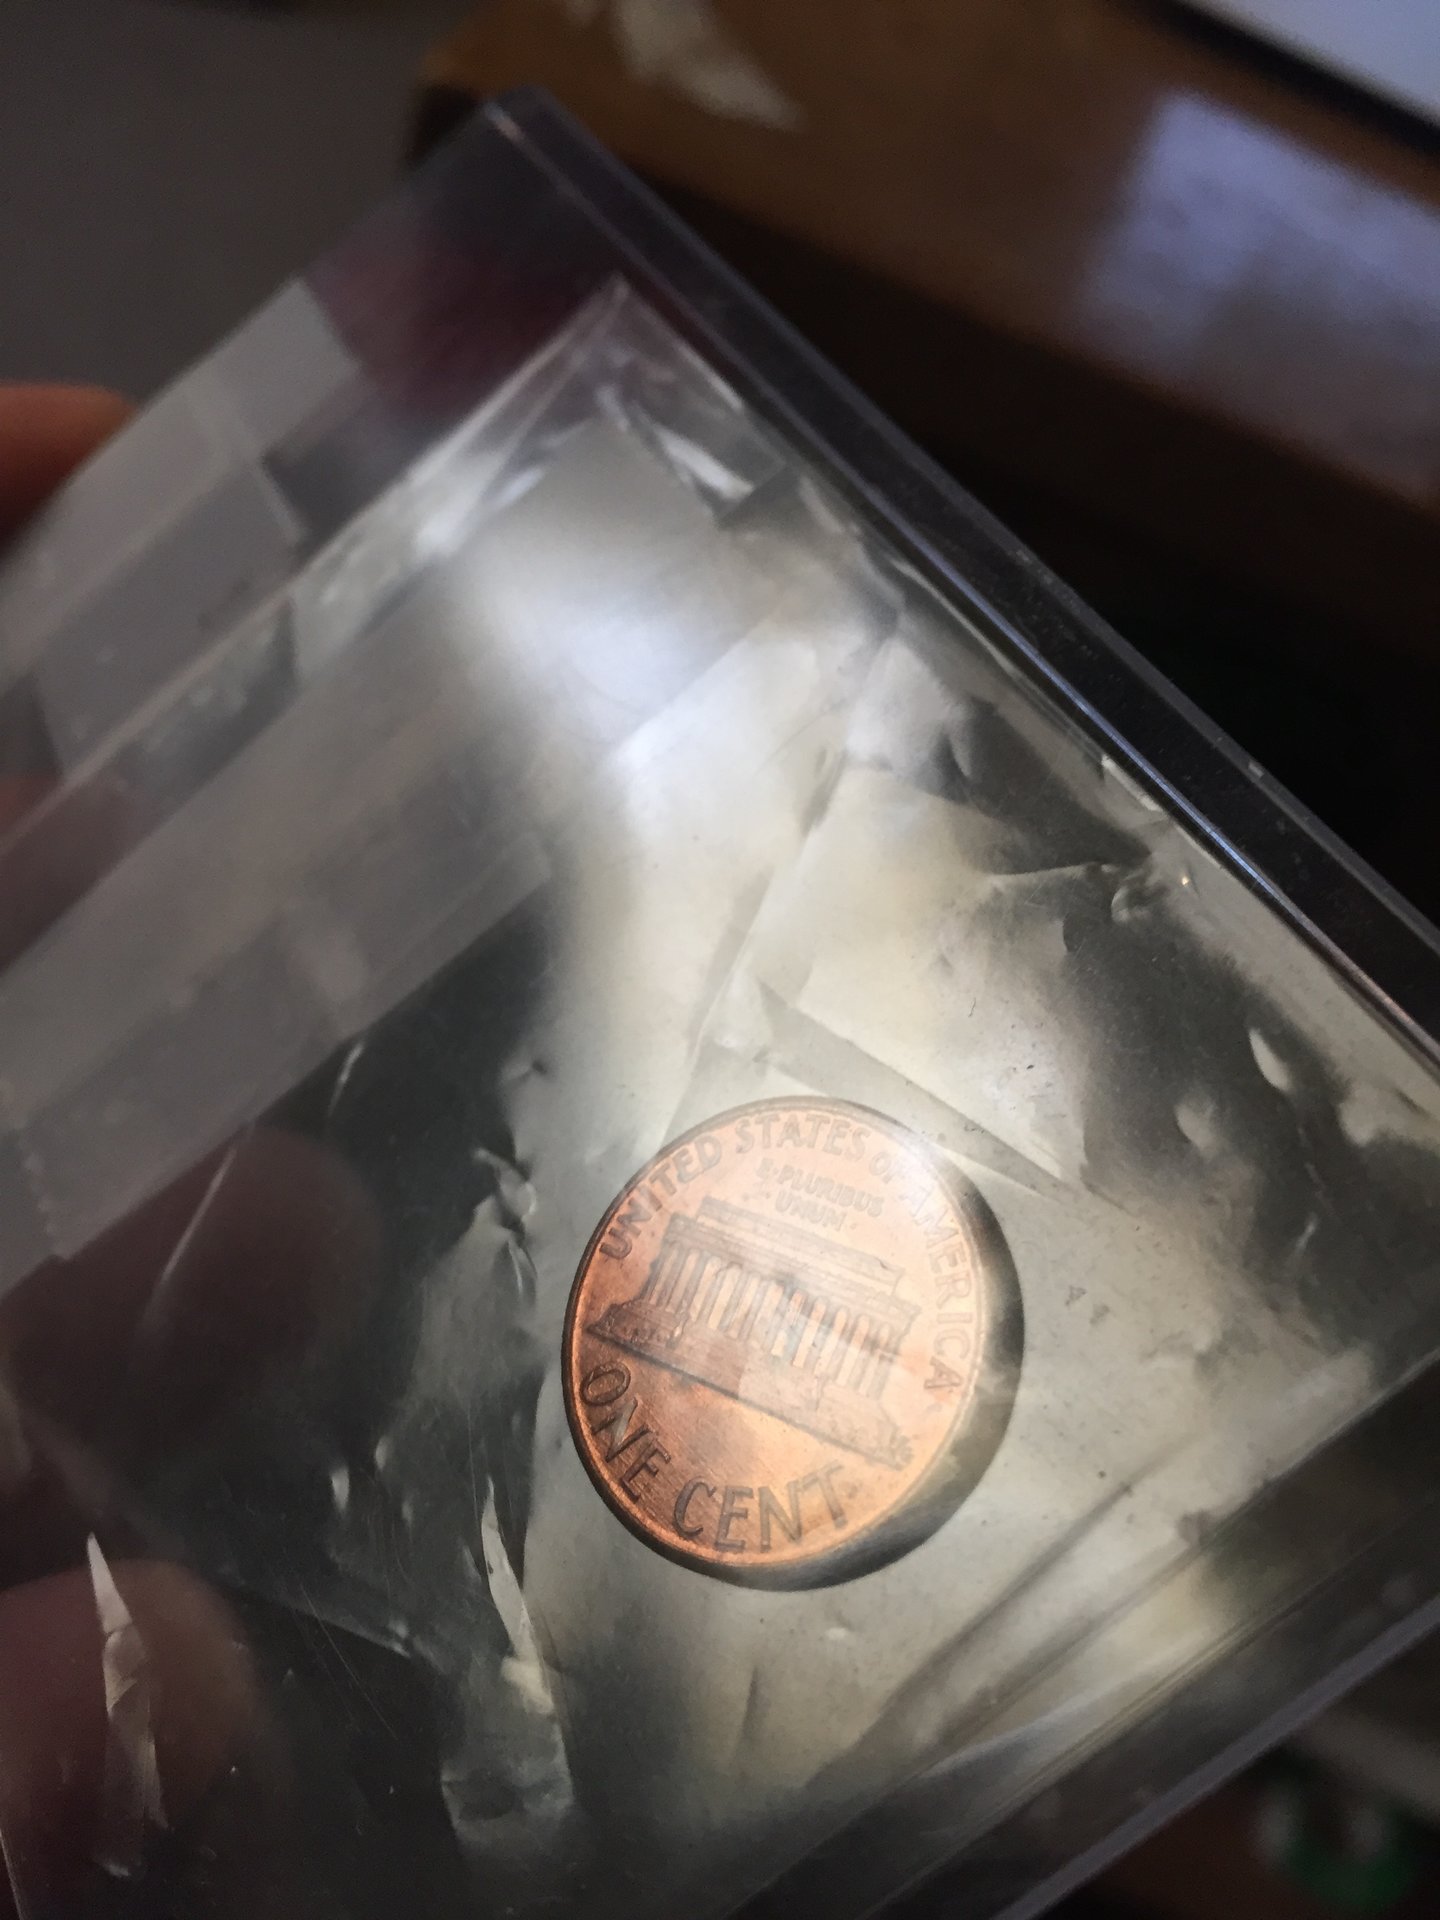 UNITED STATES OF AMERICA
E·PLURIBUS
UNUM·
ONE CENT